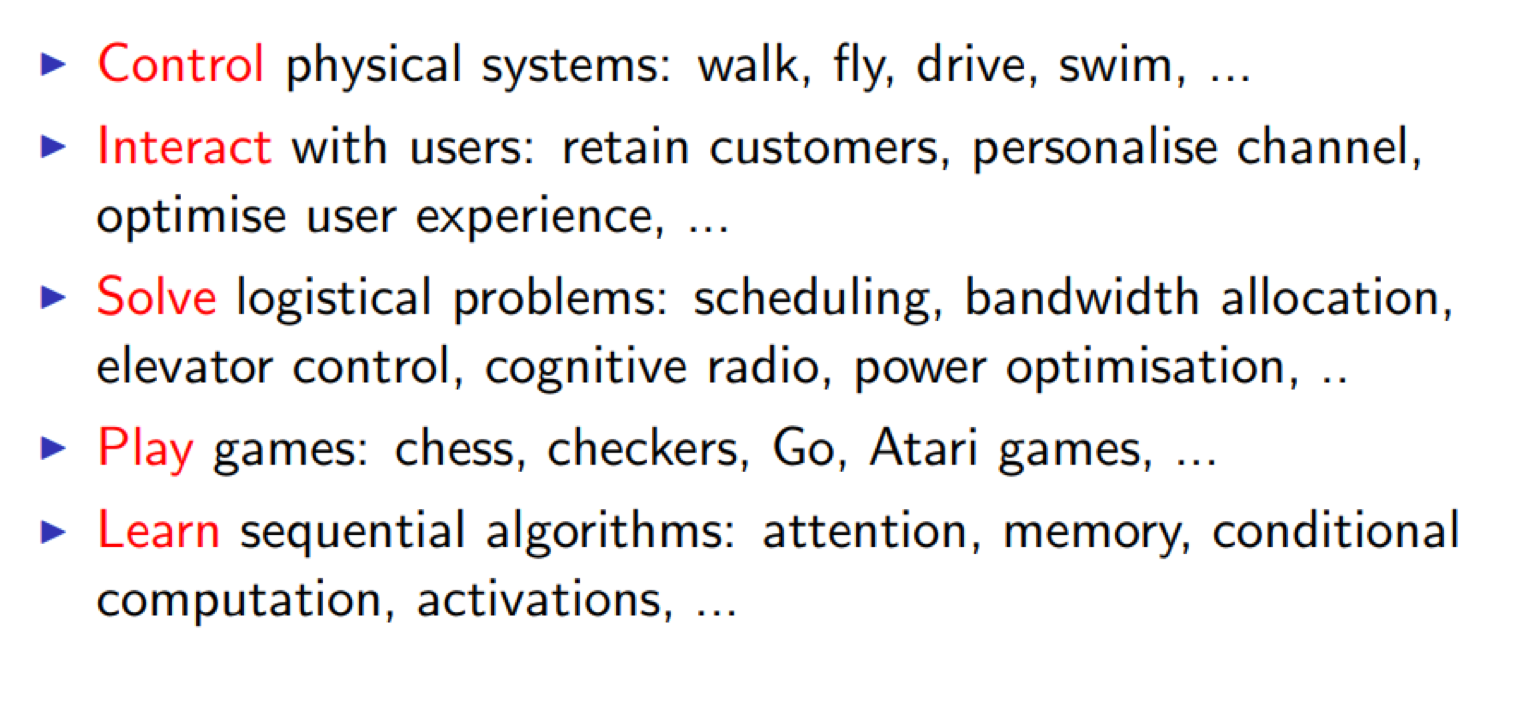 ▶ Control physical systems: walk, fly, drive, swim, ...
▶ Interact with users: retain customers, personalise channel,
optimise user experience, ...
▶ Solve logistical problems: scheduling, bandwidth allocation,
elevator control, cognitive radio, power optimisation, ..
▶ Play games: chess, checkers, Go, Atari games, ...
▶ Learn sequential algorithms: attention, memory, conditional
computation, activations, ...